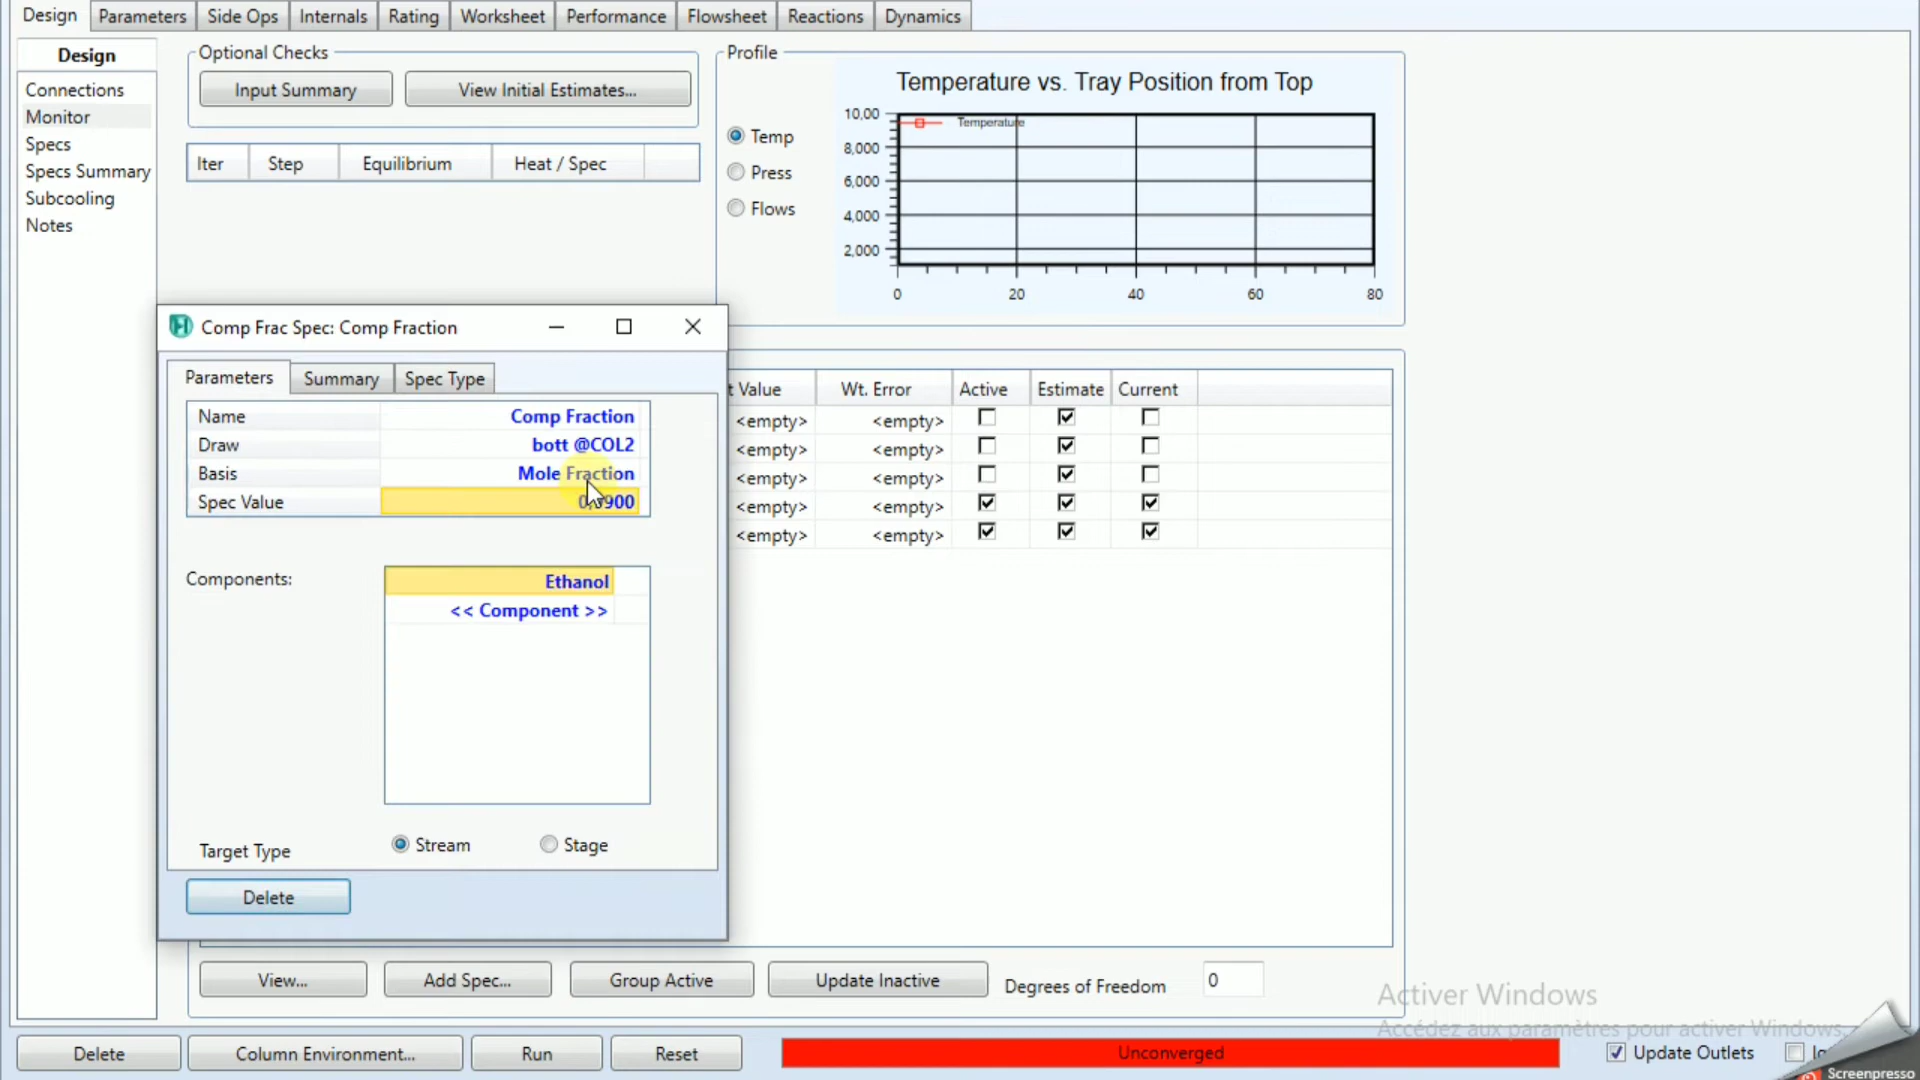 Design Parameters Side Ops Internals Rating Worksheet Performance Flowsheet Reactions Dynamics
Design
Connections
Monitor
Specs
Specs Summary
Subcooling
Notes
Optional Checks
Input Summary View Initial Estimates...
Iter Step Equilibrium Heat / Spec
Profile
Temp
Press
Flows
Temperature vs. Tray Position from Top
Temperature
10,00
8,000
6,000
4,000
2,000
0 20 40 60 80
Comp Frac Spec: Comp Fraction
Parameters Summary Spec Type
Name Comp Fraction
Draw bott @COL2
Basis Mole Fraction
Spec Value
Components: Ethanol
<< Component >>
Target Type Stream Stage
Delete
t Value Wt. Error Active Estimate Current
<empty> <empty>
<empty> <empty>
<empty> <empty>
<empty> <empty>
<empty> <empty>
View... Add Spec... Group Active Update Inactive Degrees of Freedom 0
Activer Windows
Accédez aux paramètres pour activer Windows.
Delete Column Environment... Run Reset Unconverged Update Outlets
Screenpresso